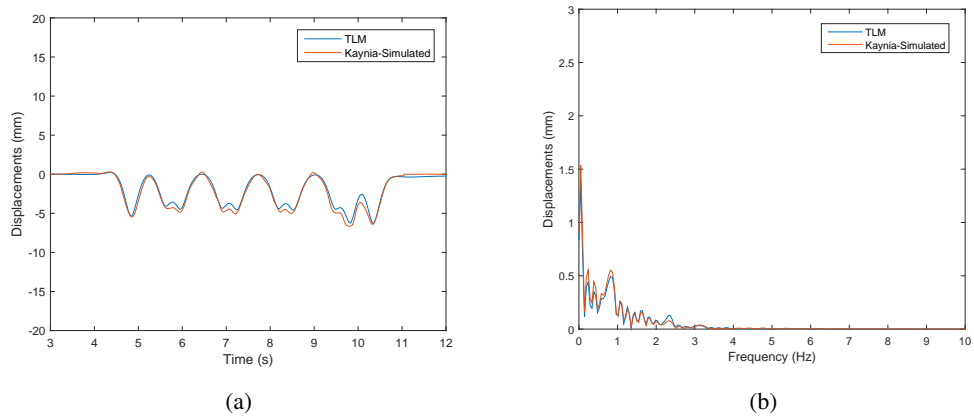 20
15
10
5
0
-5
-10
-15
-20
Displacements (mm)
3 4 5 6 7 8 9 10 11 12
Time (s)
TLM
Kaynia-Simulated
(a)
3
2.5
2
1.5
1
0.5
0
Displacements (mm)
0 1 2 3 4 5 6 7 8 9 10
Frequency (Hz)
TLM
Kaynia-Simulated
(b)